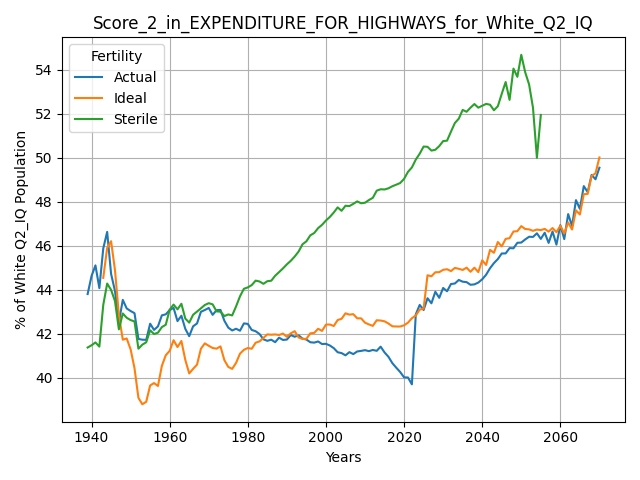 Score_2_in_EXPENDITURE_FOR_HIGHWAYS_for_White_Q2_IQ
Fertility
Actual
Ideal
Sterile
% of White Q2_IQ Population
54
52
50
48
46
44
42
40
1940 1960 1980 2000 2020 2040 2060
Years